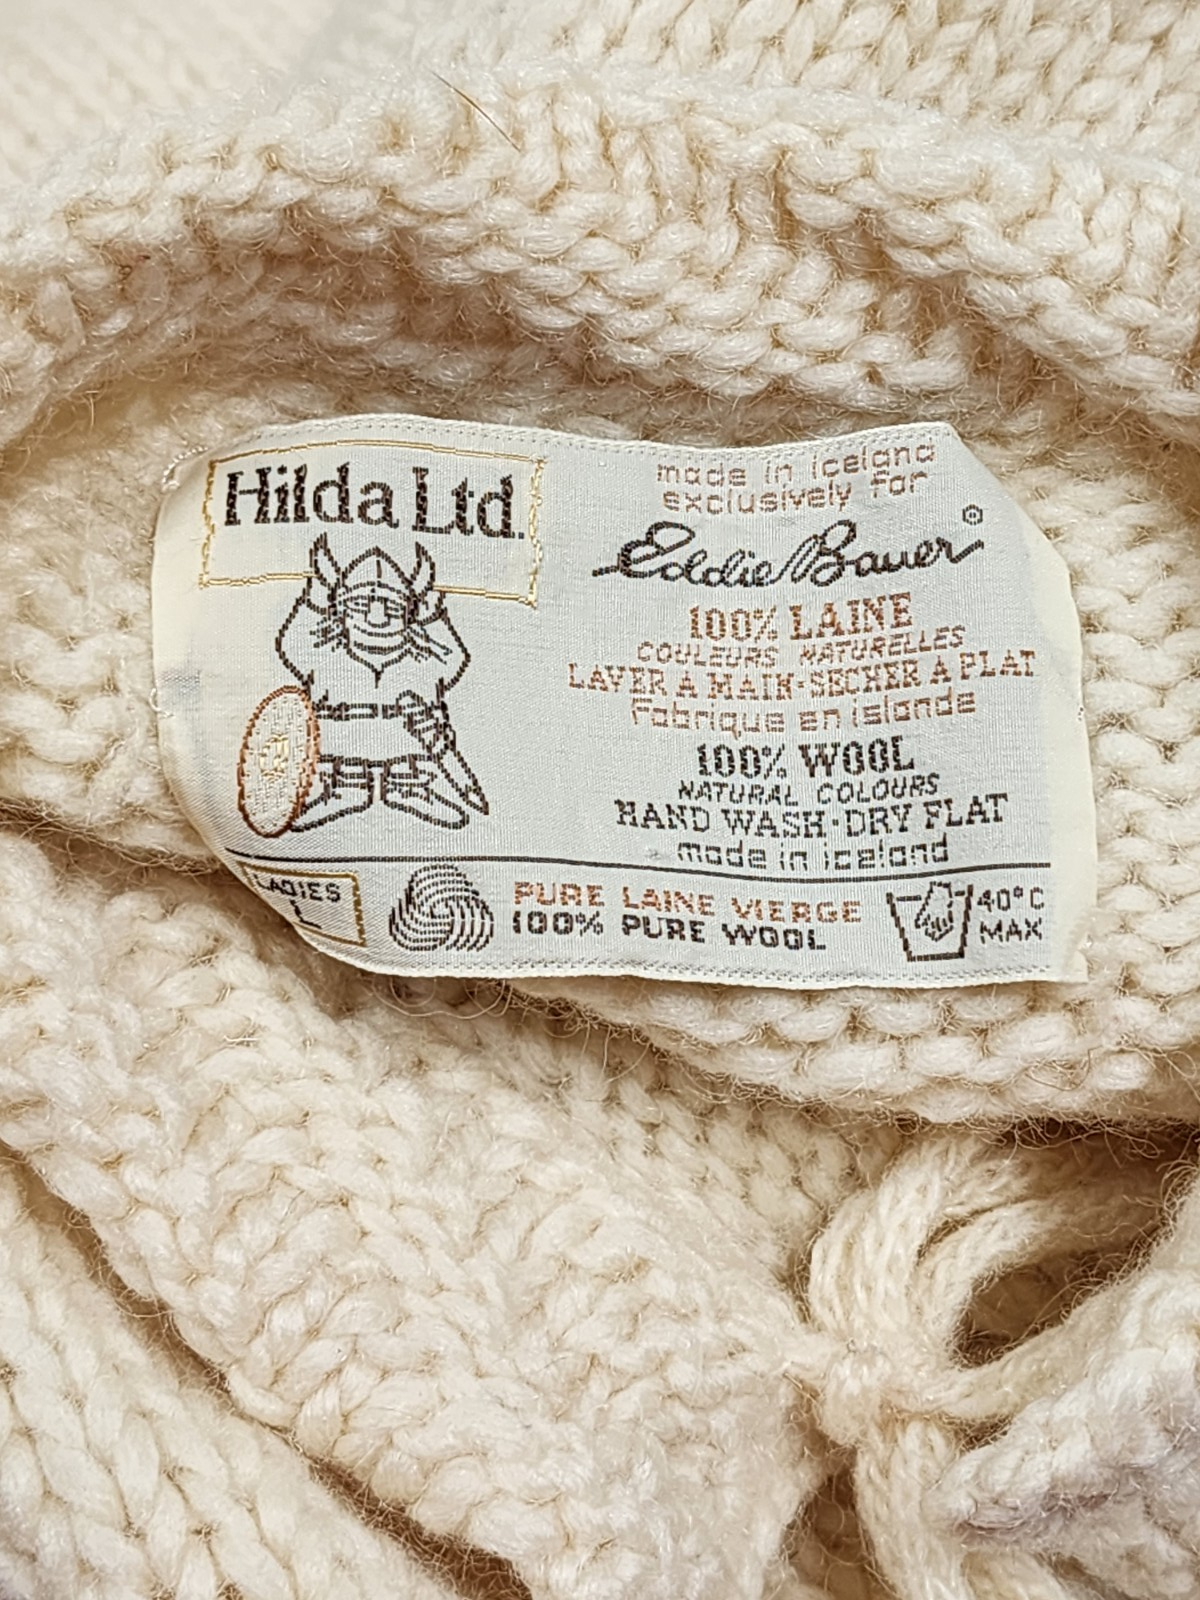 Hilda Ltd.
made in iceland
exclusively for
Eddie Bauer ®
100% LAINE
COULEURS NATURELLES
LAVER A MAIN·SECHER A PLAT
Fabrique en islande
100% WOOL
NATURAL COLOURS
HAND WASH·DRY FLAT
made in iceland
LADIES
L
PURE LAINE VIERGE
100% PURE WOOL
40°C
MAX